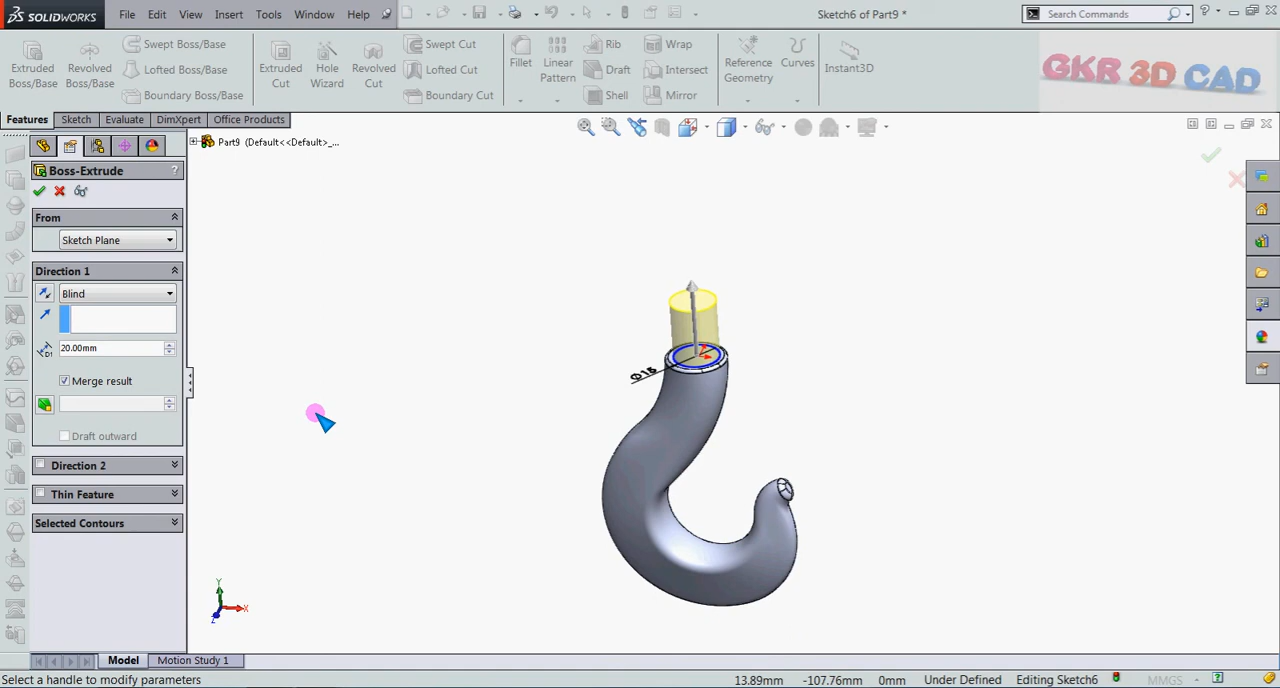 SOLIDWORKS File Edit View Insert Tools Window Help Sketch6 of Part9 * Search Commands
Extruded Boss/Base Revolved Boss/Base Swept Boss/Base Lofted Boss/Base Boundary Boss/Base Extruded Cut Hole Wizard Revolved Cut Swept Cut Lofted Cut Boundary Cut Fillet Linear Pattern Rib Draft Shell Wrap Intersect Mirror Reference Geometry Curves Instant3D
GKR 3D CAD
Features Sketch Evaluate DimXpert Office Products
Part9 (Default<<Default>_...
Boss-Extrude ?
From
Sketch Plane
Direction 1
Blind
D1 20.00mm
Merge result
Draft outward
Direction 2
Thin Feature
Selected Contours
Y
X
Z
Model Motion Study 1
Select a handle to modify parameters 13.89mm -107.76mm 0mm Under Defined Editing Sketch6 MMGS